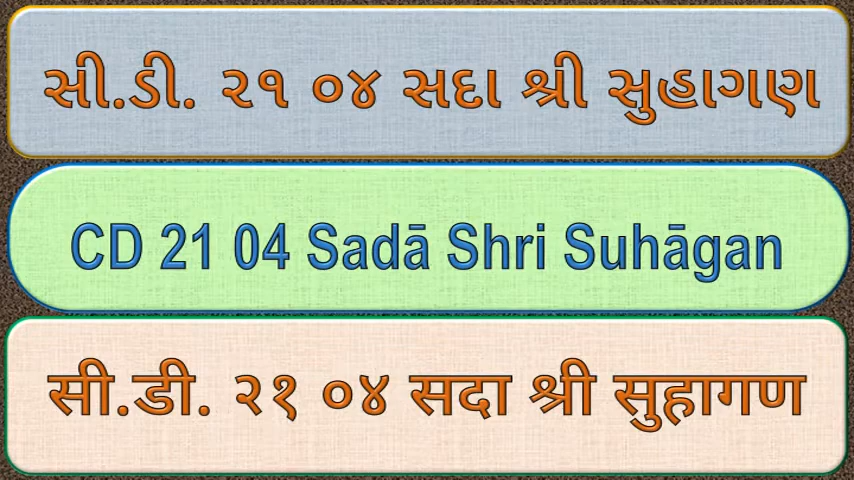 સી.ડી. ૨૧ ૦૪ સદા શ્રી સુહાગણ
CD 21 04 Sadā Shri Suhāgan
सी.डी. २१ ०४ सदा श्री सुहागण